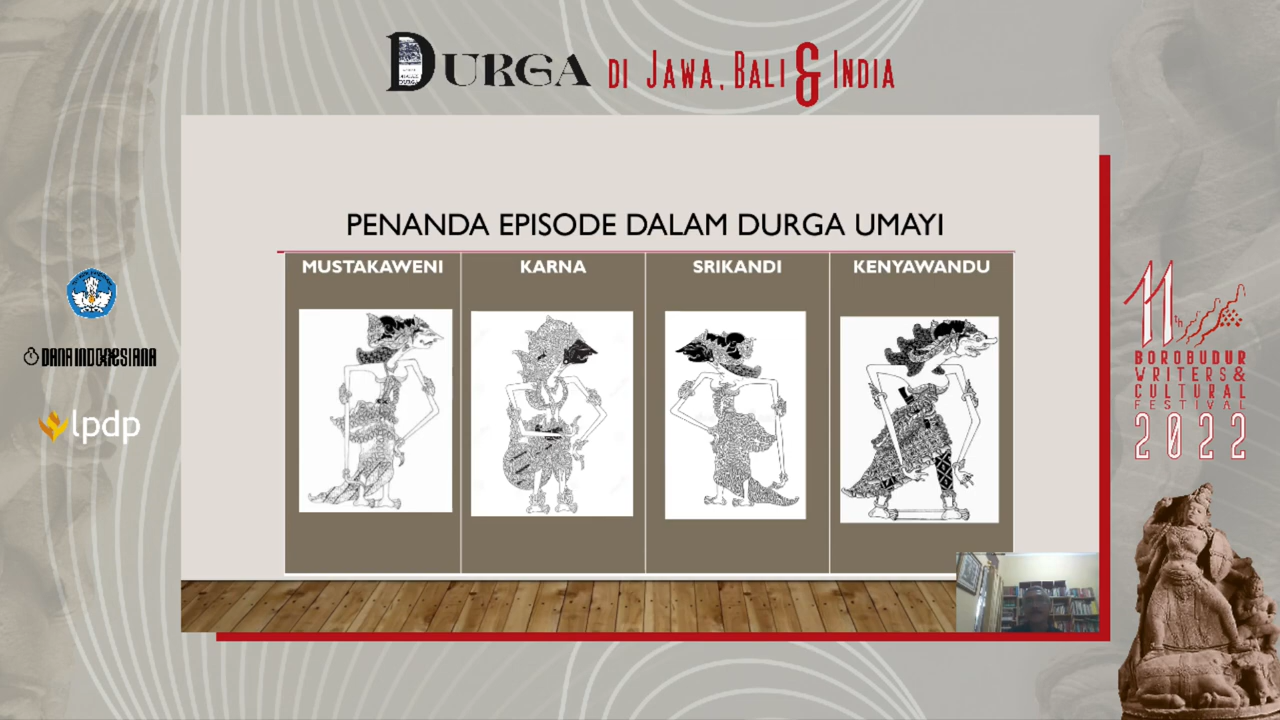 DURGA DI JAWA, BALI & INDIA
PENANDA EPISODE DALAM DURGA UMAYI
MUSTAKAWENI
KARNA
SRIKANDI
KENYAWANDU
DANA INDONESIANA
lpdp
11th
BOROBUDUR
WRITERS &
CULTURAL
FESTIVAL
2022